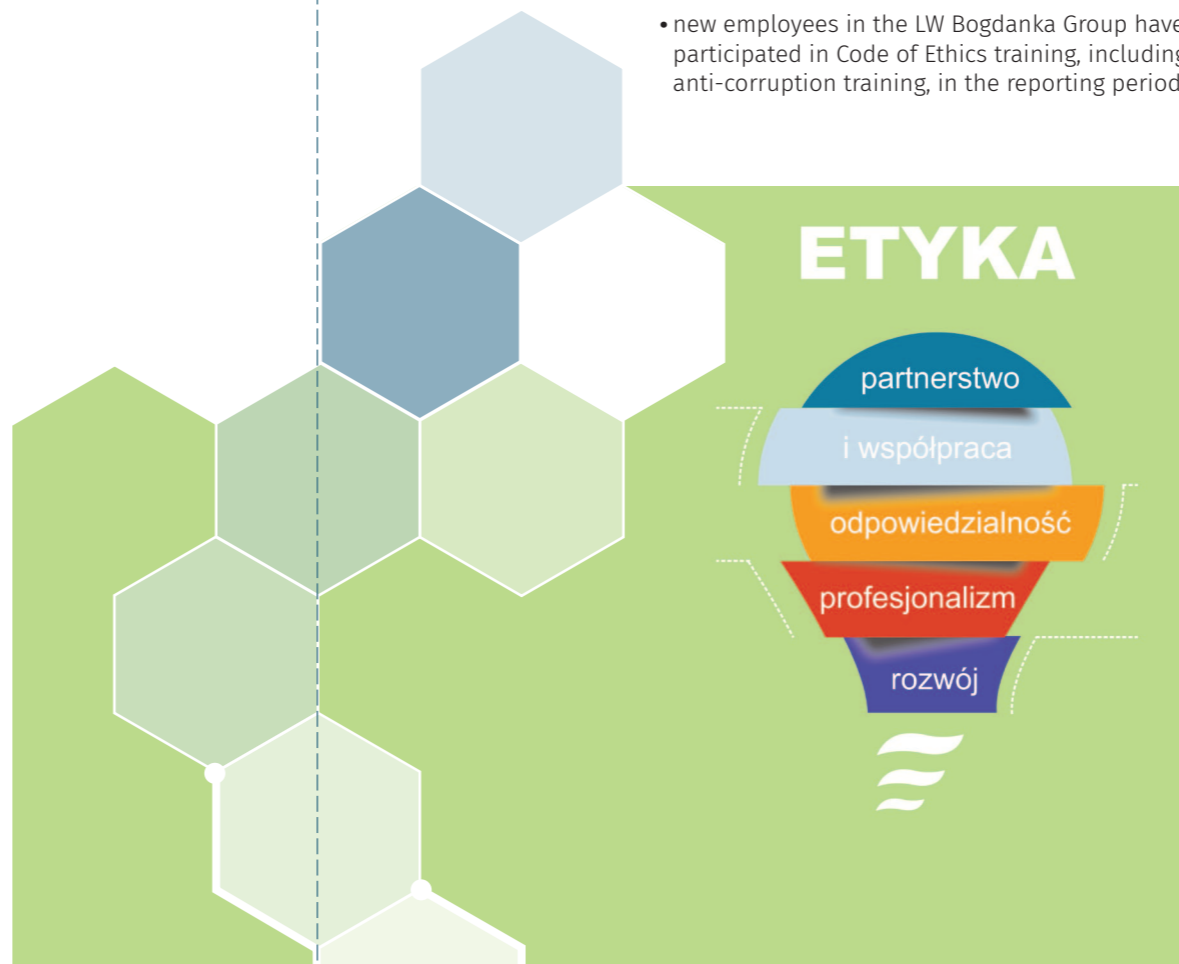 • new employees in the LW Bogdanka Group have
participated in Code of Ethics training, including
anti-corruption training, in the reporting period
ETYKA
partnerstwo
i współpraca
odpowiedzialność
profesjonalizm
rozwój